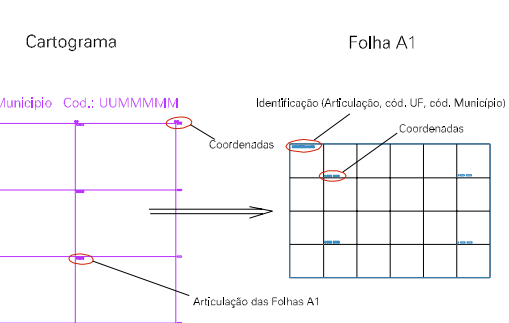 Cartograma
Folha A1
Municipio Cod.: UUMMMMM
Identificação (Articulação, cód. UF, cód. Município)
Coordenadas
Coordenadas
Articulação das Folhas A1